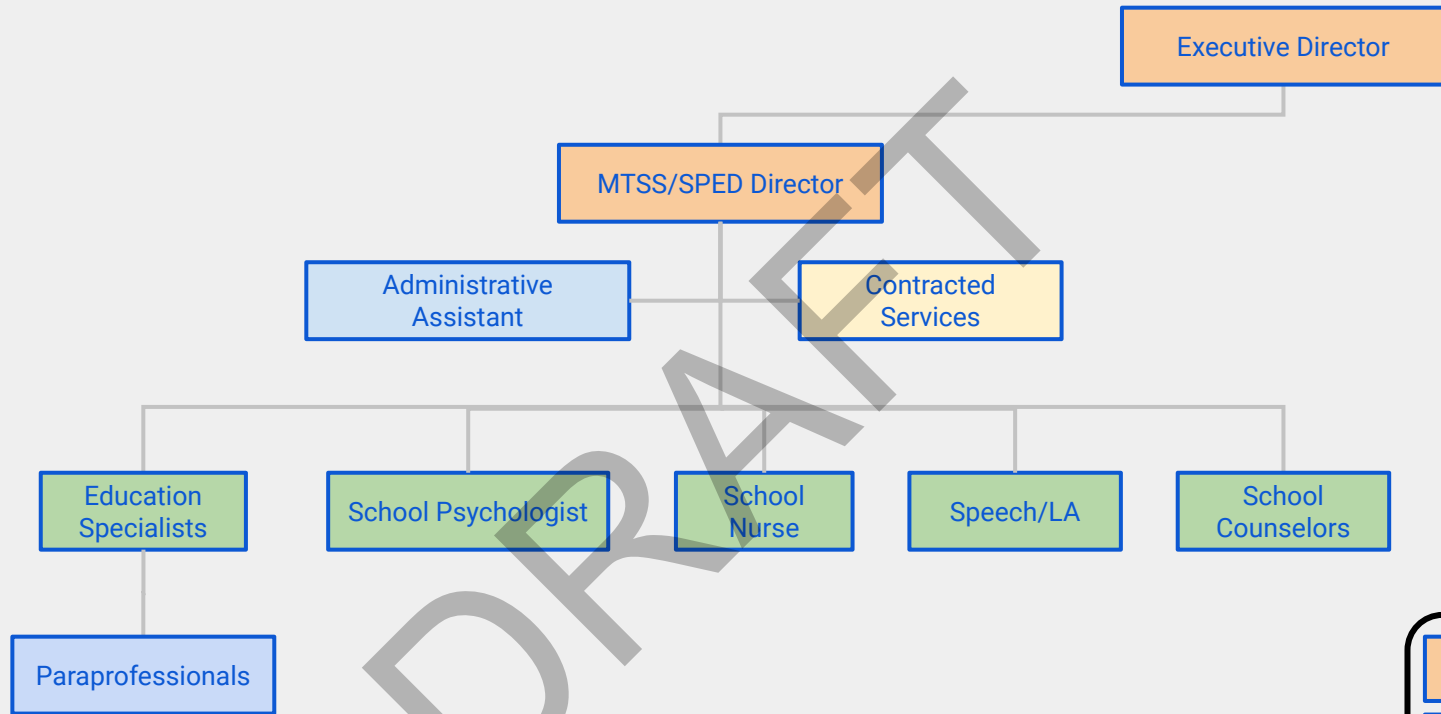 Executive Director
MTSS/SPED Director
Administrative
Assistant
Contracted
Services
Education
Specialists
School Psychologist
School
Nurse
Speech/LA
School
Counselors
Paraprofessionals
DRAFT